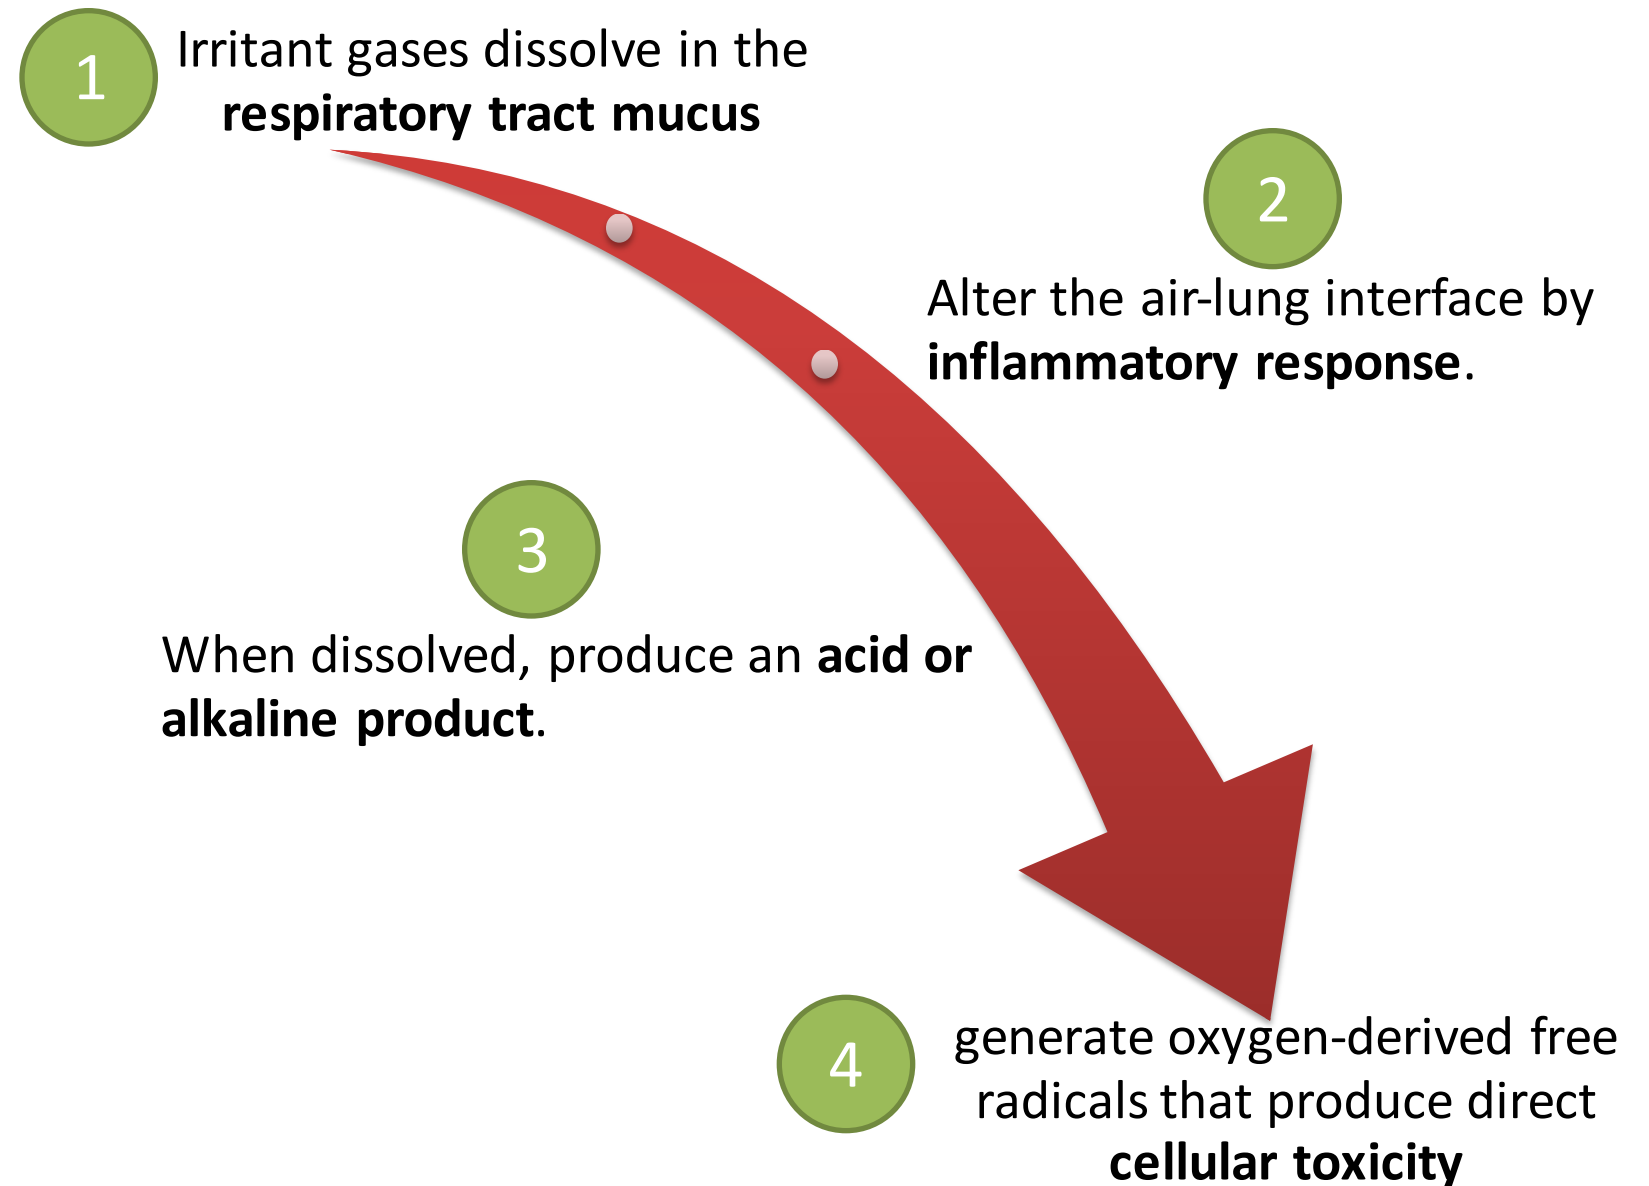 1
Irritant gases dissolve in the
respiratory tract mucus
2
Alter the air-lung interface by
inflammatory response.
3
When dissolved, produce an acid or
alkaline product.
4
generate oxygen-derived free
radicals that produce direct
cellular toxicity